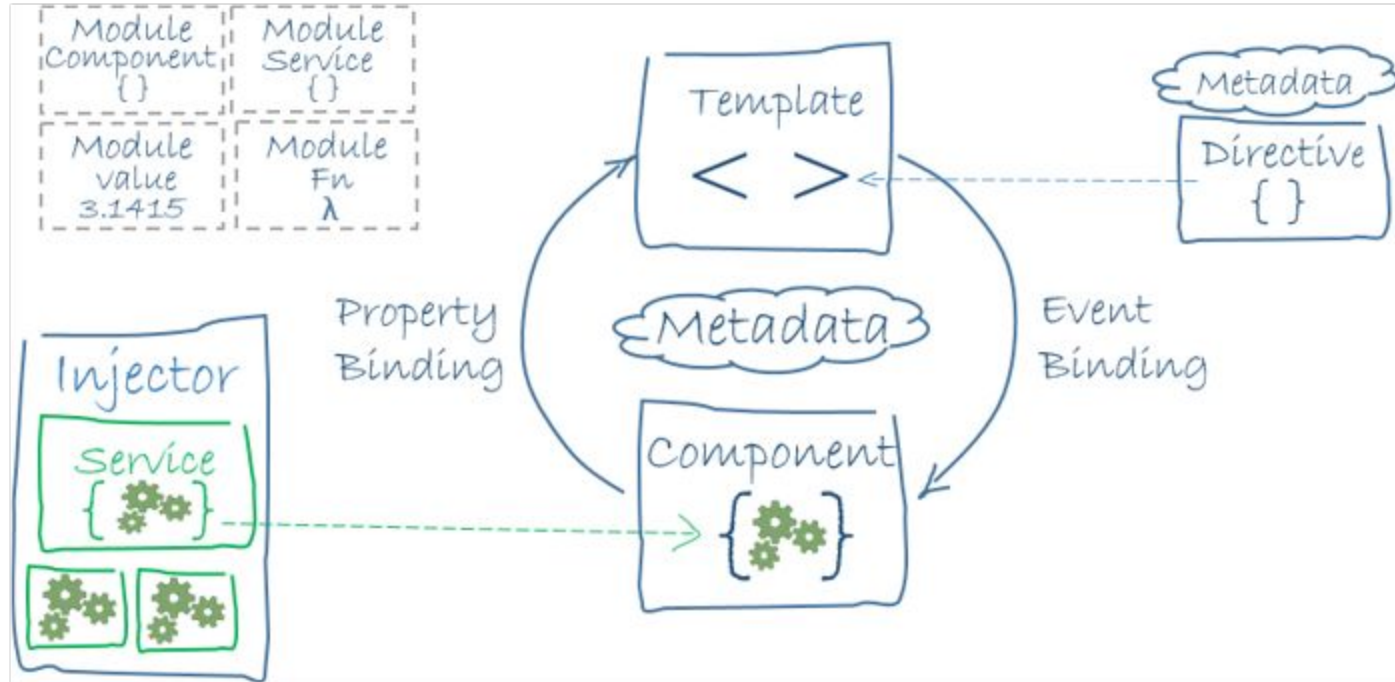 Module
Component
{ }
Module
Service
{ }
Module
value
3.1415
Module
Fn
λ
Template
< >
Metadata
Directive
{ }
Property
Binding
Metadata
Event
Binding
Injector
Service
{ }
Component
{ }